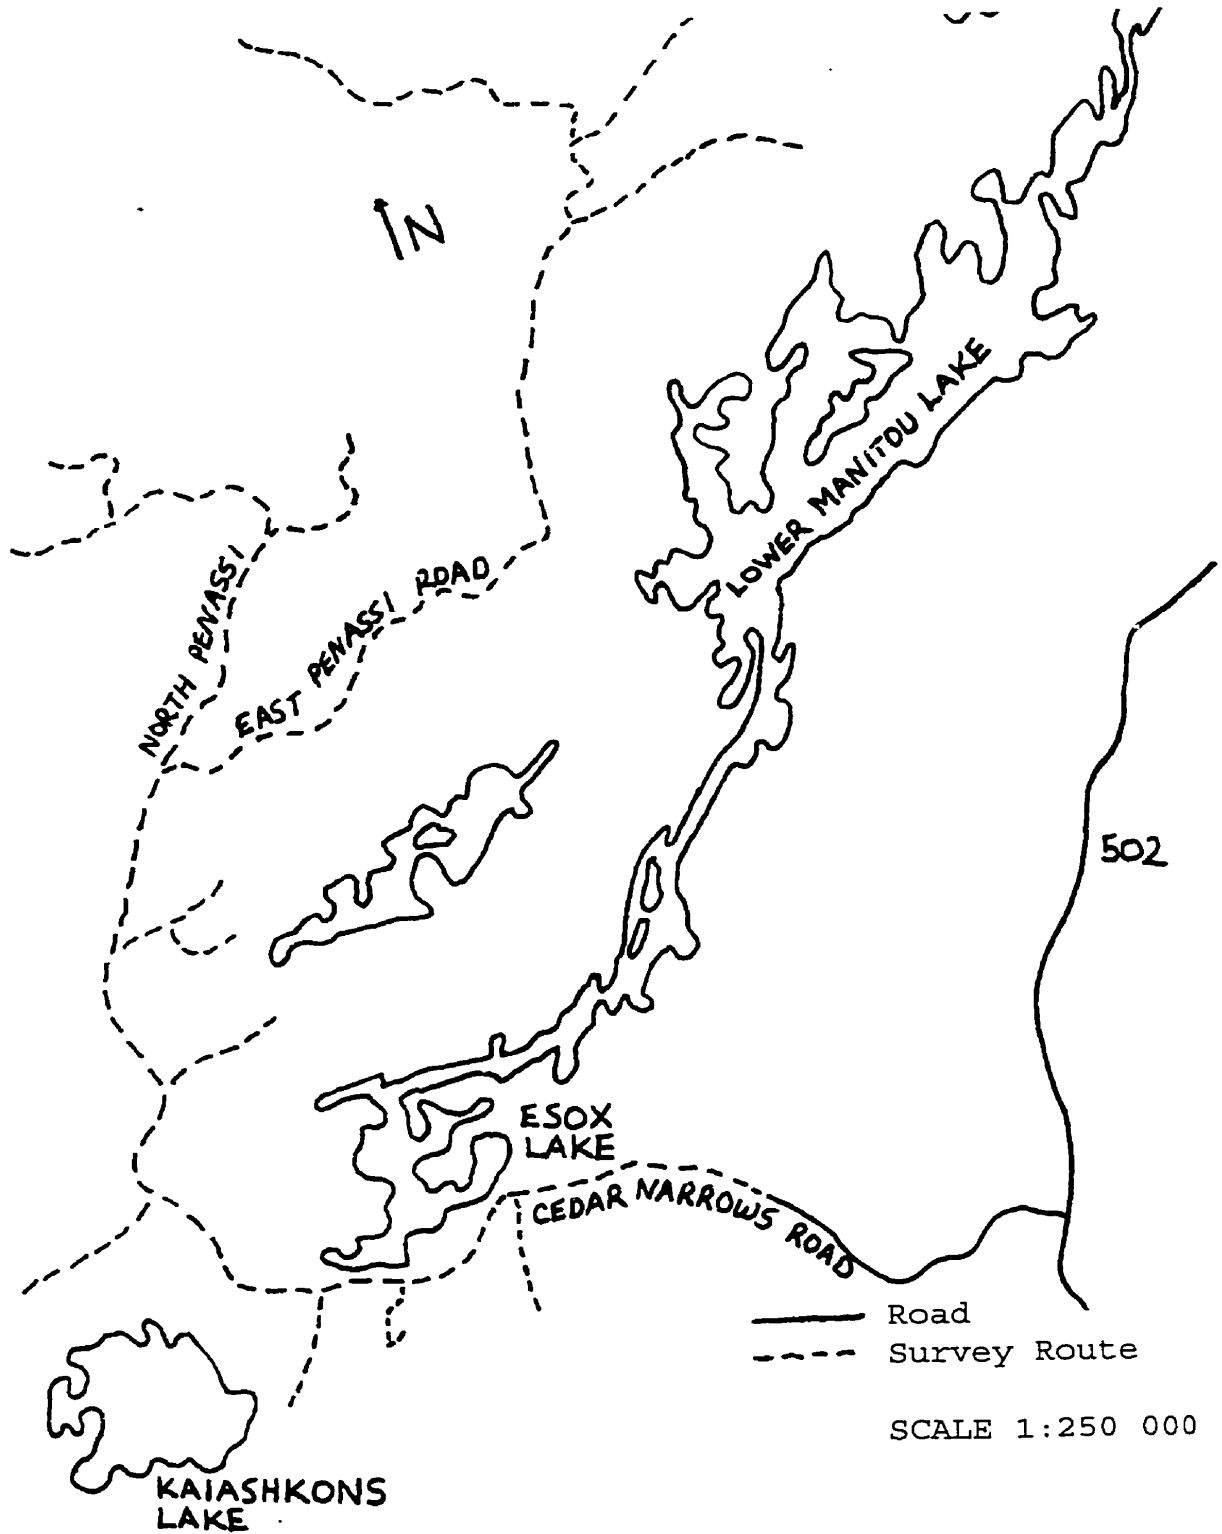 N
LOWER MANITOU LAKE
NORTH PENASSI
EAST PENASSI ROAD
502
ESOX
LAKE
CEDAR NARROWS ROAD
Road
Survey Route
SCALE 1:250 000
KAIASHKONS
LAKE